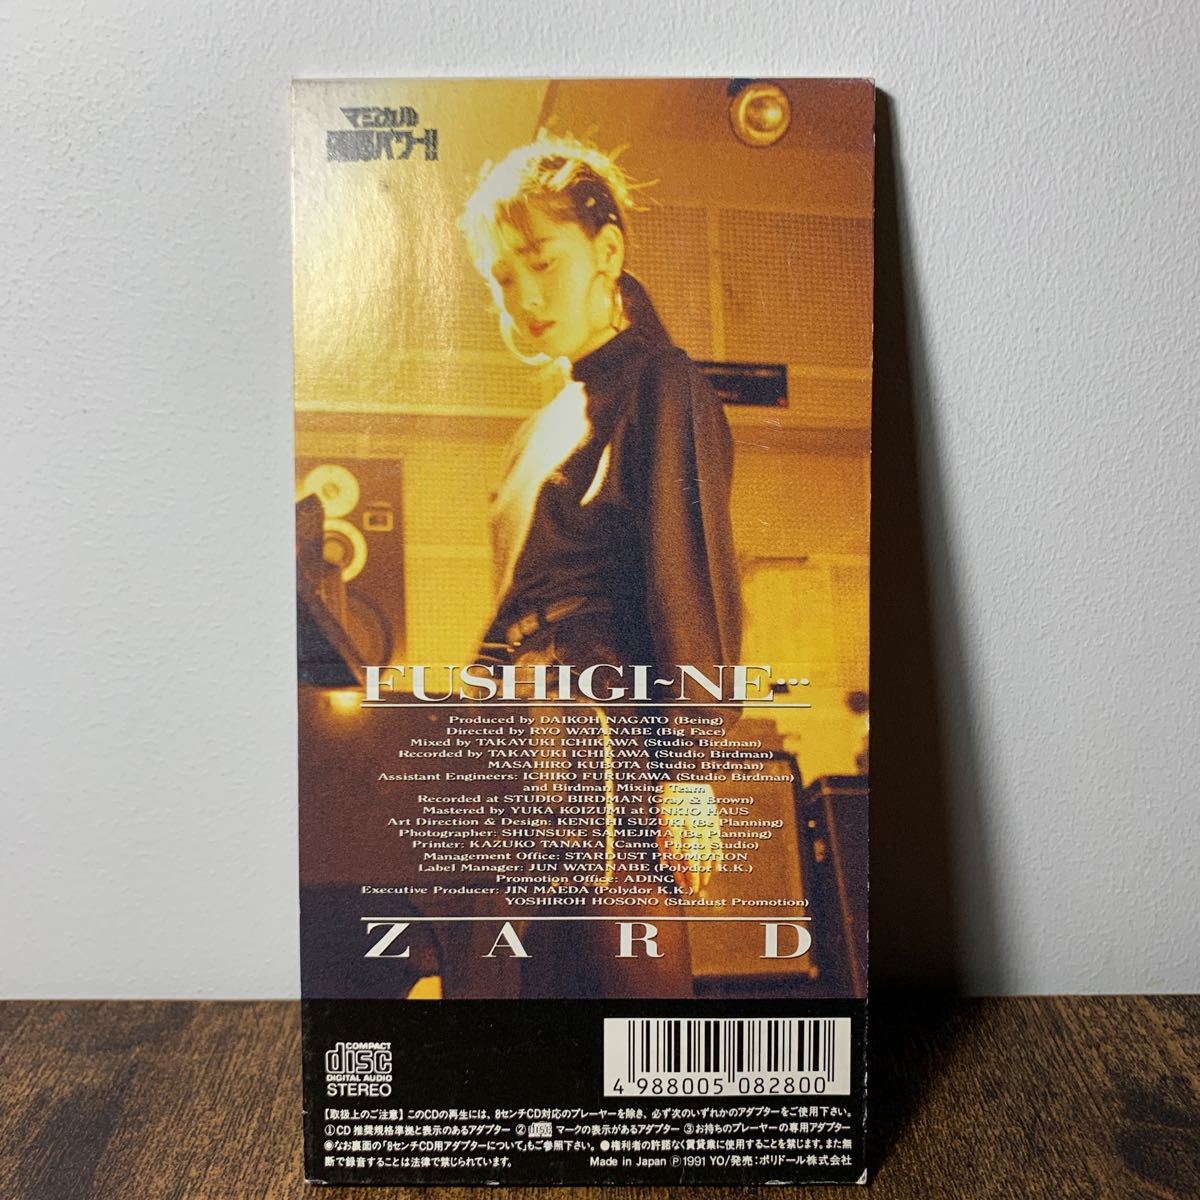 マジカル
頭脳パワー!!
FUSHIGI~NE…
Produced by DAIKOH NAGATO (Being)
Directed by RYO WATANABE (Big Face)
Mixed by TAKAYUKI ICHIKAWA (Studio Birdman)
Recorded by TAKAYUKI ICHIKAWA (Studio Birdman)
MASAHIRO KUBOTA (Studio Birdman)
Assistant Engineers: ICHIKO FURUKAWA (Studio Birdman)
and Birdman Mixing Team
Recorded at STUDIO BIRDMAN (Gray & Brown)
Mastered by YUKA KOIZUMI at ONKIO HAUS
Art Direction & Design: KENICHI SUZUKI (Be Planning)
Photographer: SHUNSUKE SAMEJIMA (Be Planning)
Printer: KAZUKO TANAKA (Canno Photo Studio)
Management Office: STARDUST PROMOTION
Label Manager: JUN WATANABE (Polydor K.K.)
Promotion Office: ADING
Executive Producer: JIN MAEDA (Polydor K.K.)
YOSHIROH HOSONO (Stardust Promotion)
ZARD
COMPACT
disc
DIGITAL AUDIO
STEREO
4 988005 082800
【取扱上のご注意】このCDの再生には、8センチCD対応のプレーヤーを除き、必ず次のいずれかのアダプターをご使用下さい。
①CD推奨規格準拠と表示のあるアダプター ②disc マークの表示があるアダプター ③お持ちのプレーヤーの専用アダプター
◉なお裏面の「8センチCD用アダプターについて」もご参照下さい。 ●権利者の許諾なく賃貸業に使用することを禁じます。また無
断で録音することは法律で禁じられています。 Made in Japan Ⓟ1991 YO/発売:ポリドール株式会社